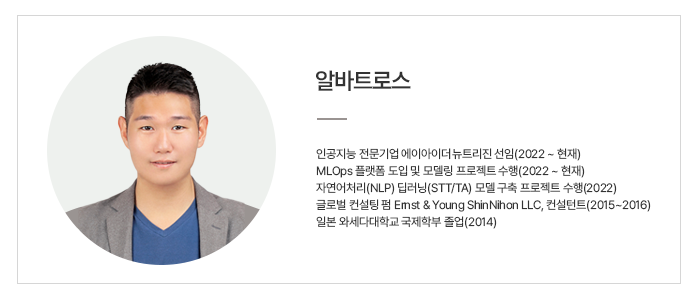 알바트로스
인공지능 전문기업 에이아이더뉴트리진 선임(2022 ~ 현재)
MLOps 플랫폼 도입 및 모델링 프로젝트 수행(2022 ~ 현재)
자연어처리(NLP) 딥러닝(STT/TA) 모델 구축 프로젝트 수행(2022)
글로벌 컨설팅 펌 Ernst & Young ShinNihon LLC, 컨설턴트(2015~2016)
일본 와세다대학교 국제학부 졸업(2014)